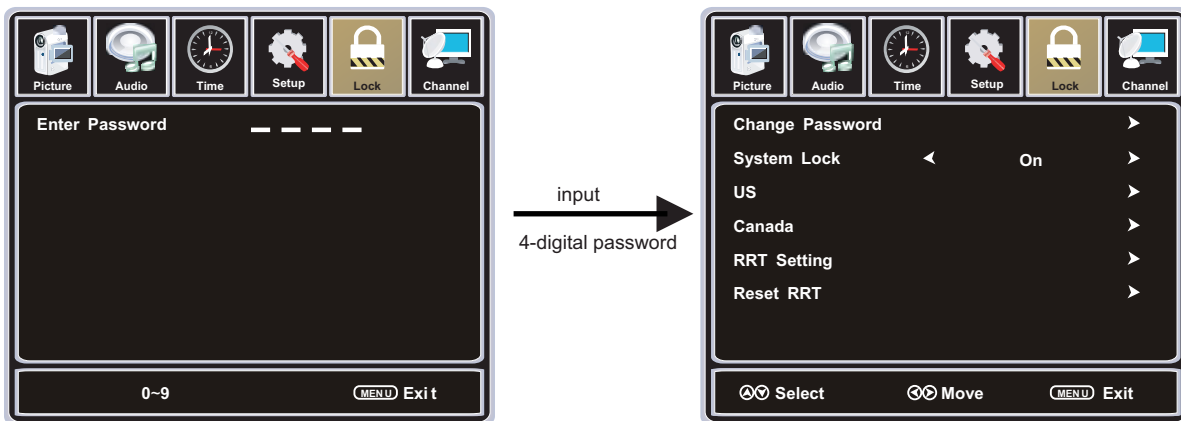 Picture Audio Time Setup Lock Channel
Enter Password
0~9 MENU Exit
input
4-digital password
Picture Audio Time Setup Lock Channel
Change Password
System Lock On
US
Canada
RRT Setting
Reset RRT
Select Move MENU Exit